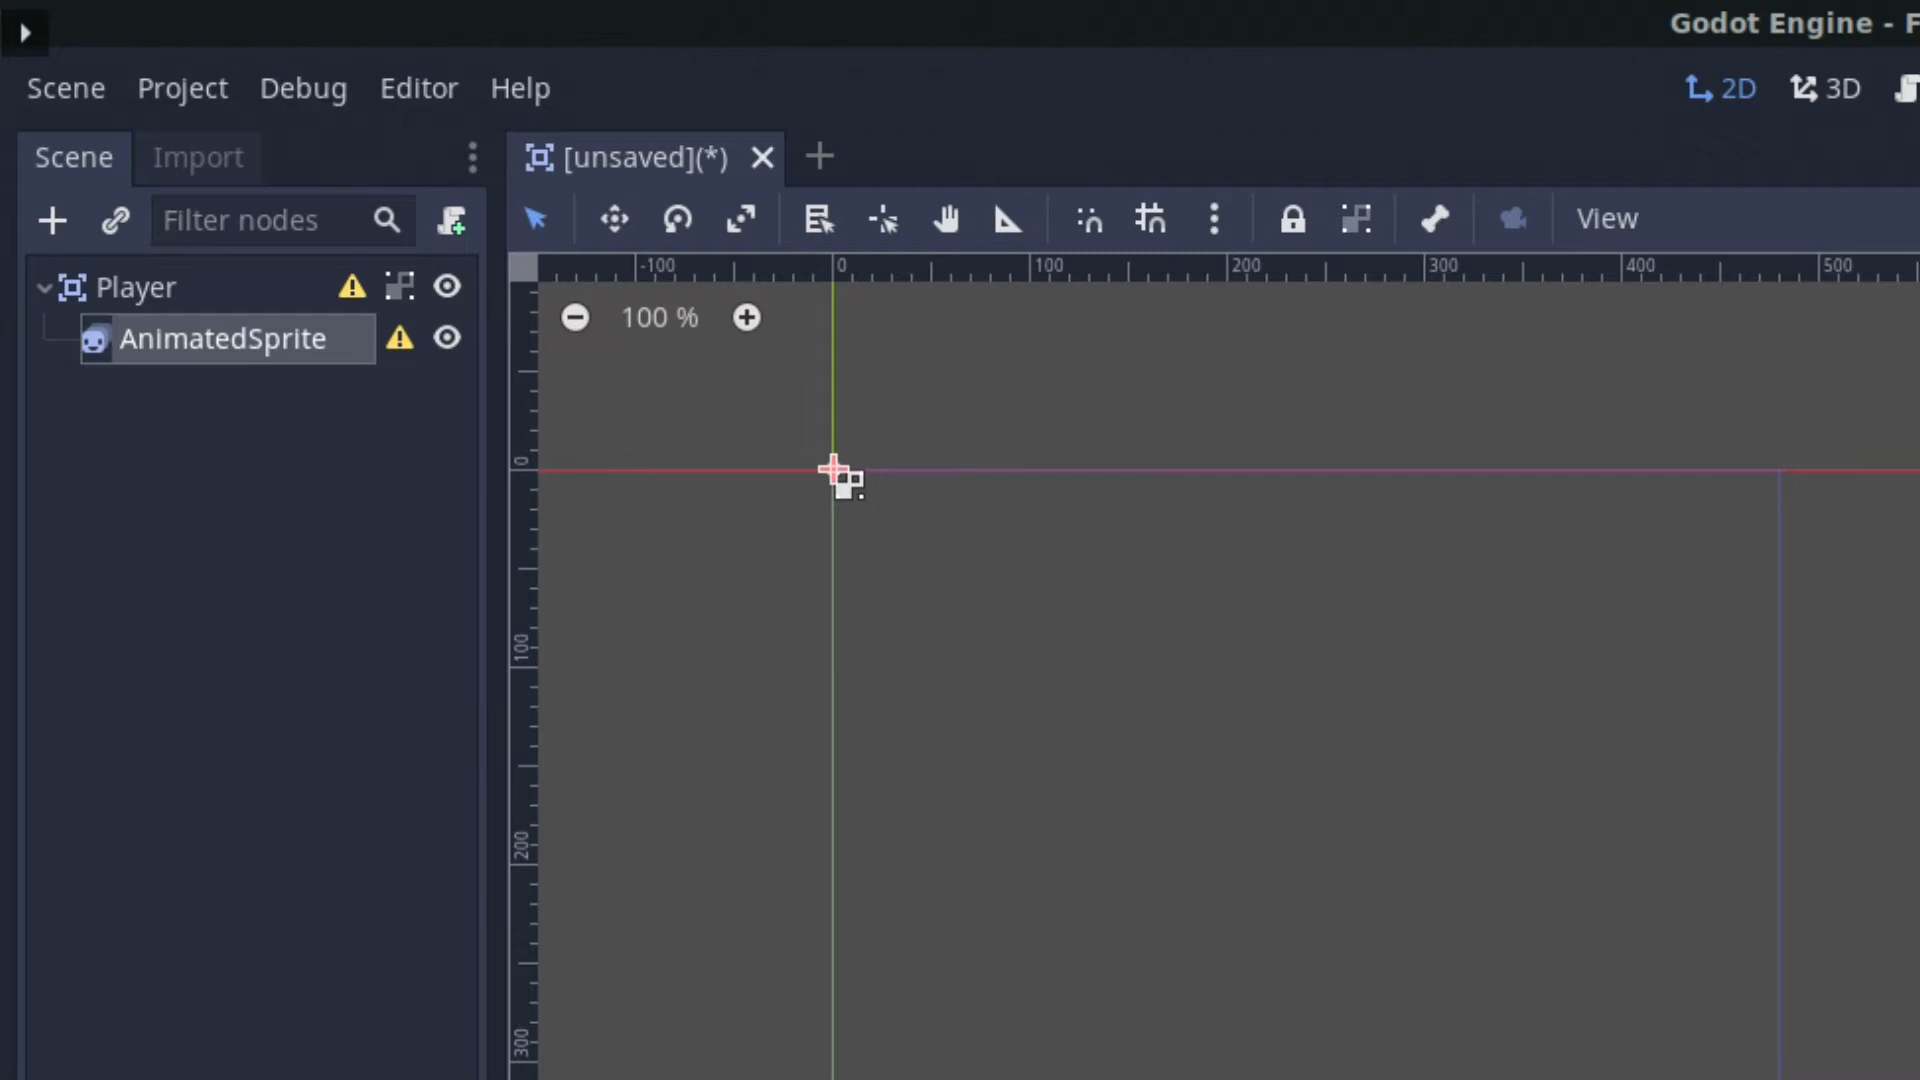 Godot Engine - F
Scene Project Debug Editor Help
2D 3D
Scene Import
[unsaved](*)
Filter nodes
View
Player
AnimatedSprite
-100 0 100 200 300 400 500
100 %
0
100
200
300